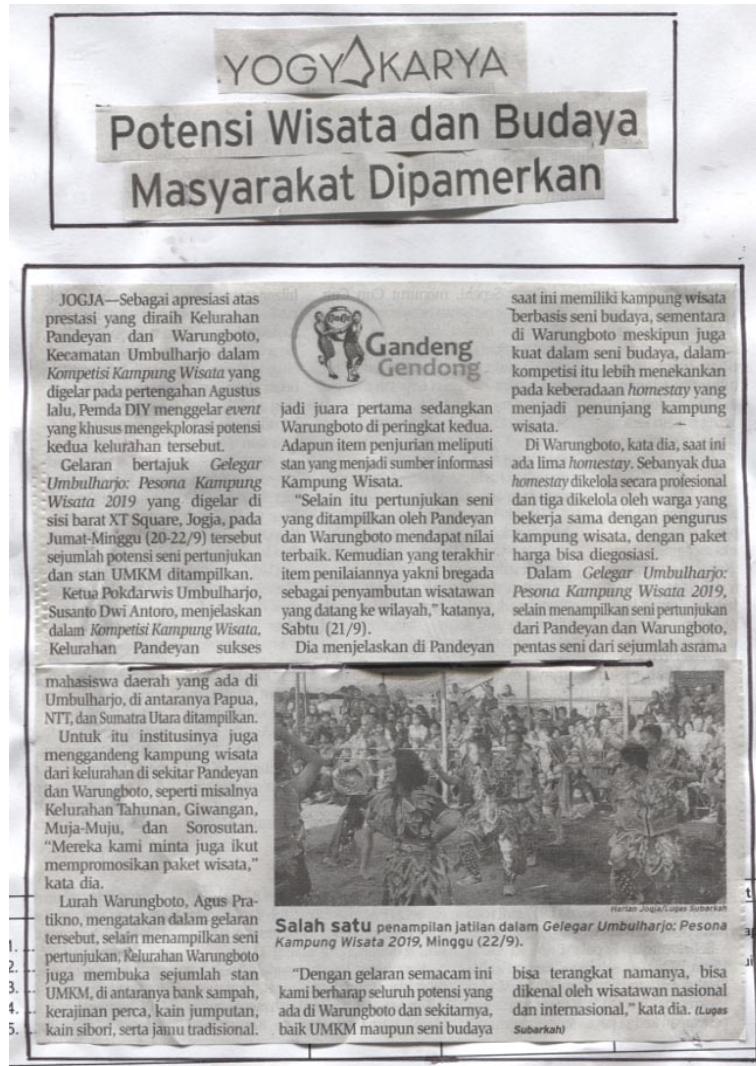 YOGYAKARYA
Potensi Wisata dan Budaya
Masyarakat Dipamerkan
JOGJA—Sebagai apresiasi atas
prestasi yang diraih Kelurahan
Pandeyan dan Warungboto,
Kecamatan Umbulharjo dalam
Kompetisi Kampung Wisata yang
digelar pada pertengahan Agustus
lalu, Pemda DIY menggelar event
yang khusus mengekplorasi potensi
kedua kelurahan tersebut.
Gelaran bertajuk Gelegar
Umbulharjo: Pesona Kampung
Wisata 2019 yang digelar di
sisi barat XT Square, Jogja, pada
Jumat-Minggu (20-22/9) tersebut
sejumlah potensi seni pertunjukan
dan stan UMKM ditampilkan.
Ketua Pokdarwis Umbulharjo,
Susanto Dwi Antoro, menjelaskan
dalam Kompetisi Kampung Wisata,
Kelurahan Pandeyan sukses
Gandeng
Gendong
jadi juara pertama sedangkan
Warungboto di peringkat kedua.
Adapun item penjurian meliputi
stan yang menjadi sumber informasi
Kampung Wisata.
"Selain itu pertunjukan seni
yang ditampilkan oleh Pandeyan
dan Warungboto mendapat nilai
terbaik. Kemudian yang terakhir
item penilaiannya yakni bregada
sebagai penyambutan wisatawan
yang datang ke wilayah," katanya,
Sabtu (21/9).
Dia menjelaskan di Pandeyan
saat ini memiliki kampung wisata
berbasis seni budaya, sementara
di Warungboto meskipun juga
kuat dalam seni budaya, dalam
kompetisi itu lebih menekankan
pada keberadaan homestay yang
menjadi penunjang kampung
wisata.
Di Warungboto, kata dia, saat ini
ada lima homestay. Sebanyak dua
homestay dikelola secara profesional
dan tiga dikelola oleh warga yang
bekerja sama dengan pengurus
kampung wisata, dengan paket
harga bisa diegosiasi.
Dalam Gelegar Umbulharjo:
Pesona Kampung Wisata 2019,
selain menampilkan seni pertunjukan
dari Pandeyan dan Warungboto,
pentas seni dari sejumlah asrama
mahasiswa daerah yang ada di
Umbulharjo, di antaranya Papua,
NTT, dan Sumatra Utara ditampilkan.
Untuk itu institusinya juga
menggandeng kampung wisata
dari kelurahan di sekitar Pandeyan
dan Warungboto, seperti misalnya
Kelurahan Tahunan, Giwangan,
Muja-Muju, dan Sorosutan.
"Mereka kami minta juga ikut
mempromosikan paket wisata,"
kata dia.
Lurah Warungboto, Agus Pra-
tikno, mengatakan dalam gelaran
tersebut, selain menampilkan seni
pertunjukan, Kelurahan Warungboto
juga membuka sejumlah stan
UMKM, di antaranya bank sampah,
kerajinan perca, kain jumputan,
kain sibori, serta jamu tradisional.
Harian Jogja/Lugas Subarkah
Salah satu penampilan jatilan dalam Gelegar Umbulharjo: Pesona
Kampung Wisata 2019, Minggu (22/9).
"Dengan gelaran semacam ini
kami berharap seluruh potensi yang
ada di Warungboto dan sekitarnya,
baik UMKM maupun seni budaya
bisa terangkat namanya, bisa
dikenal oleh wisatawan nasional
dan internasional," kata dia. (Lugas
Subarkah)